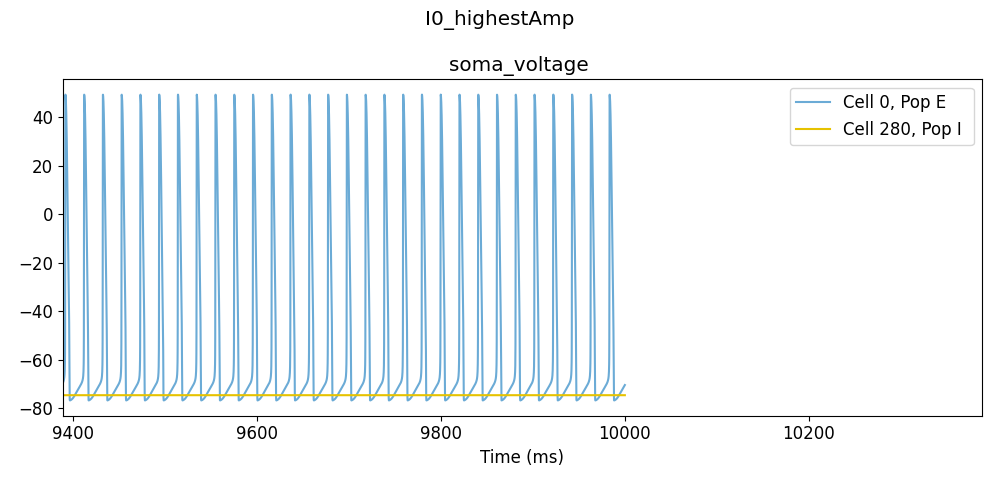 I0_highestAmp
soma_voltage
Cell 0, Pop E
Cell 280, Pop I
40
20
0
−20
−40
−60
−80
9400 9600 9800 10000 10200
Time (ms)